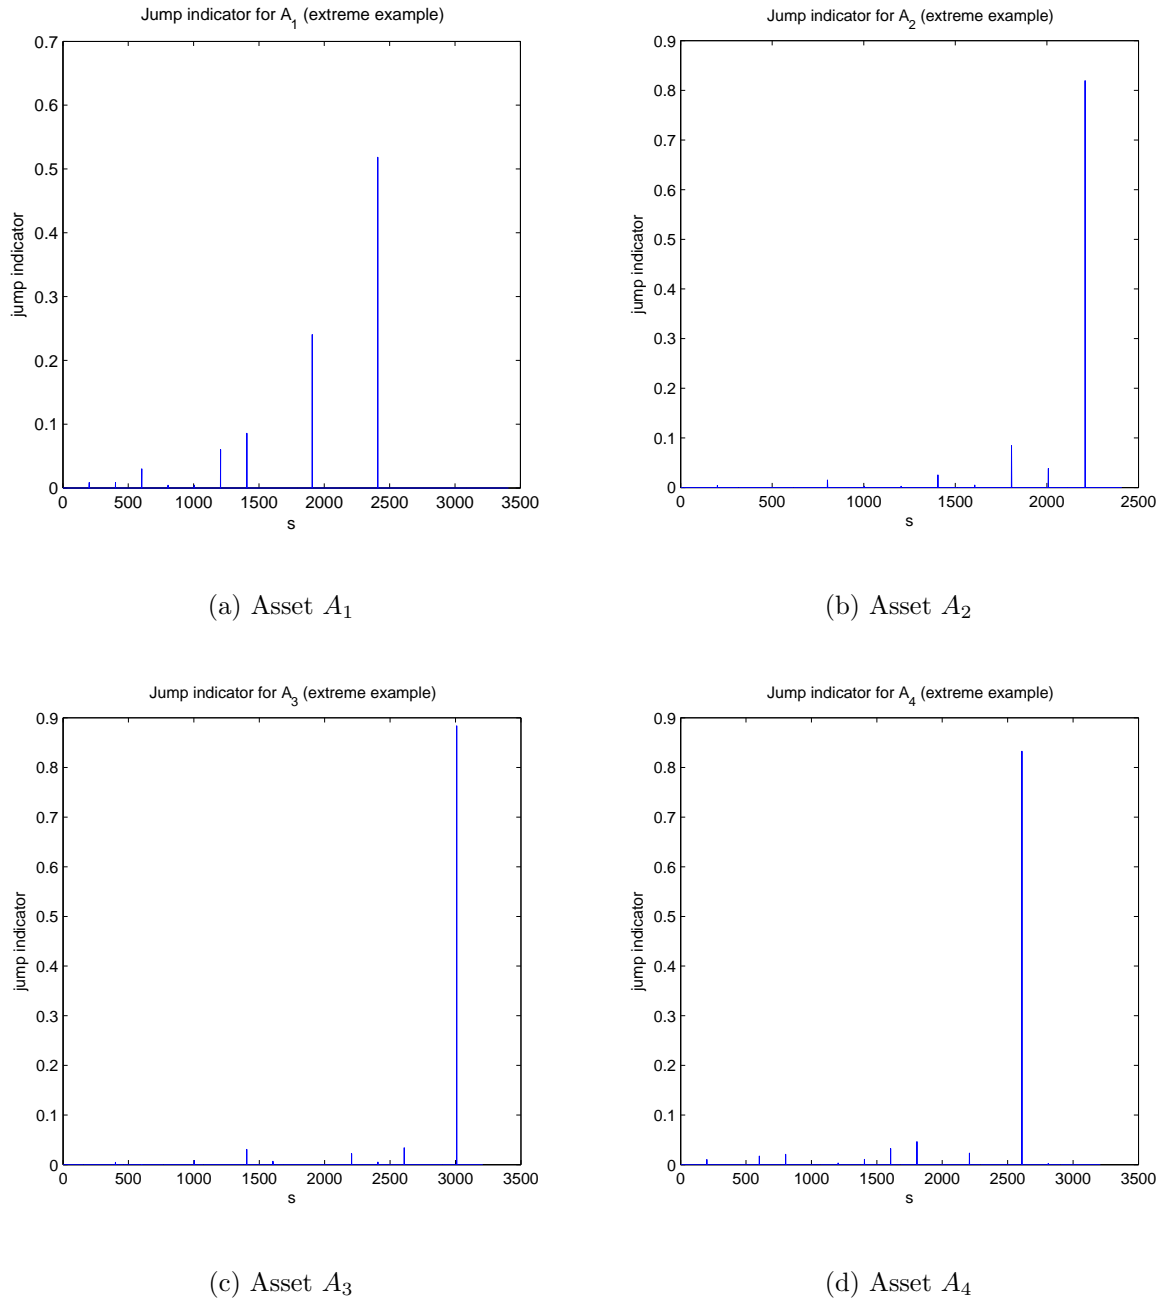 Jump indicator for A1 (extreme example)
0.7
0.6
0.5
0.4
0.3
0.2
0.1
0
jump indicator
0 500 1000 1500 2000 2500 3000 3500
s
(a) Asset A1
Jump indicator for A2 (extreme example)
0.9
0.8
0.7
0.6
0.5
0.4
0.3
0.2
0.1
0
jump indicator
0 500 1000 1500 2000 2500
s
(b) Asset A2
Jump indicator for A3 (extreme example)
0.9
0.8
0.7
0.6
0.5
0.4
0.3
0.2
0.1
0
jump indicator
0 500 1000 1500 2000 2500 3000 3500
s
(c) Asset A3
Jump indicator for A4 (extreme example)
0.9
0.8
0.7
0.6
0.5
0.4
0.3
0.2
0.1
0
jump indicator
0 500 1000 1500 2000 2500 3000 3500
s
(d) Asset A4